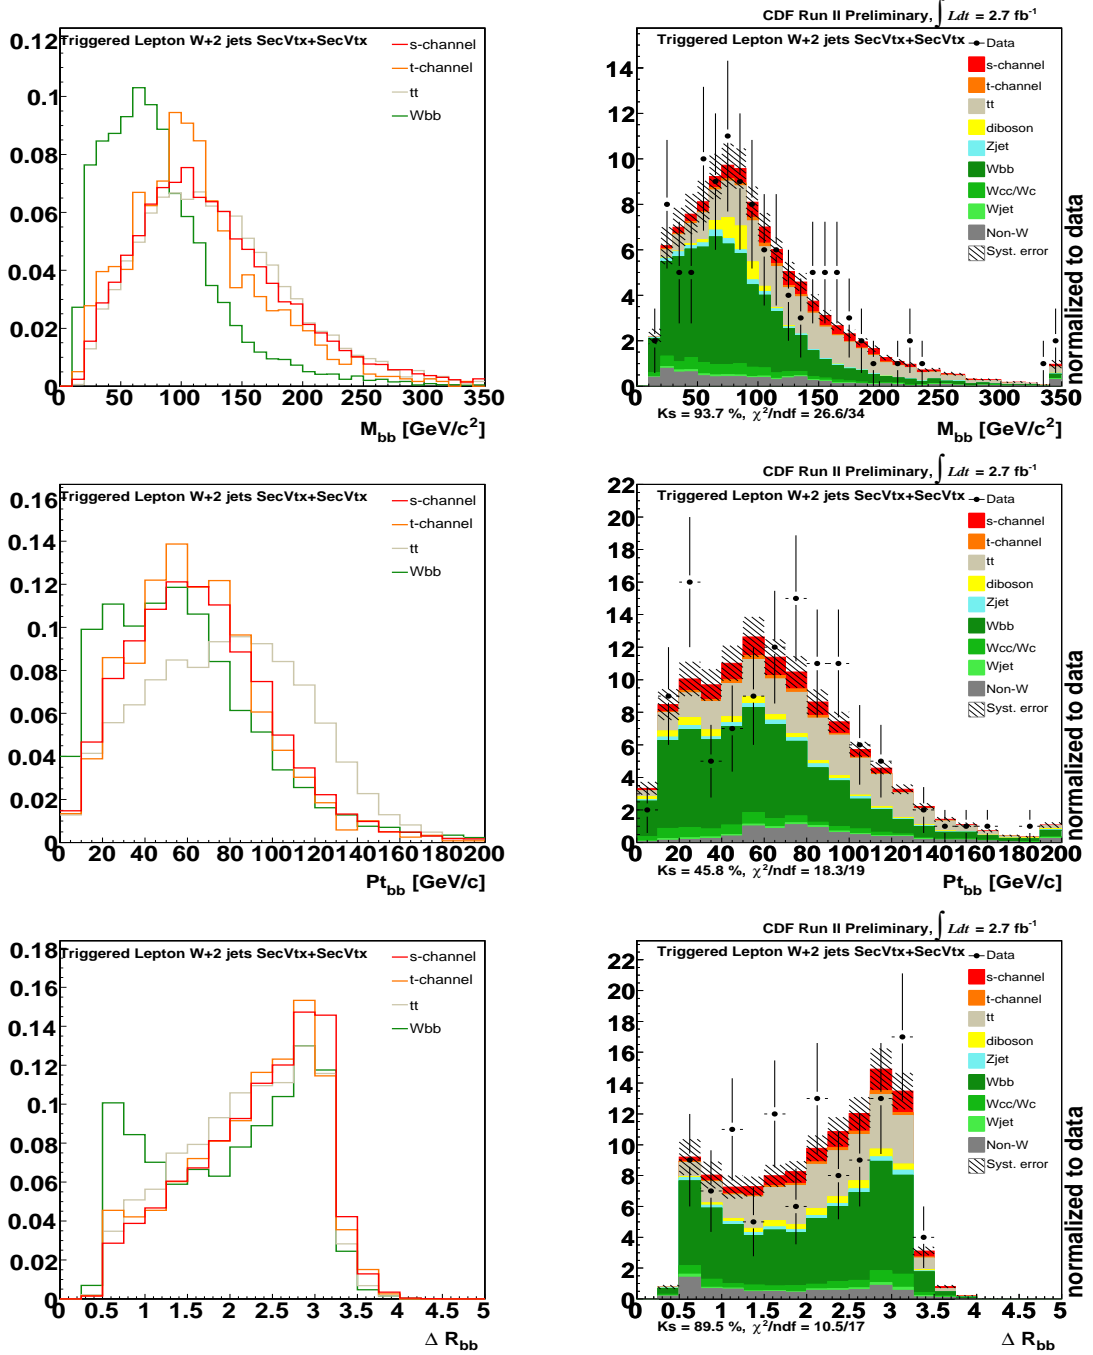 Triggered Lepton W+2 jets SecVtx+SecVtx
s-channel
t-channel
tt
Wbb
0.12
0.1
0.08
0.06
0.04
0.02
0
0 50 100 150 200 250 300 350
M_bb [GeV/c²]
CDF Run II Preliminary, ∫ Ldt = 2.7 fb⁻¹
Triggered Lepton W+2 jets SecVtx+SecVtx
Data
s-channel
t-channel
tt
diboson
Zjet
Wbb
Wcc/Wc
Wjet
Non-W
Syst. error
14
12
10
8
6
4
2
0
0 50 100 150 200 250 300 350
Ks = 93.7 %, χ²/ndf = 26.6/34
M_bb [GeV/c²]
normalized to data
Triggered Lepton W+2 jets SecVtx+SecVtx
s-channel
t-channel
tt
Wbb
0.16
0.14
0.12
0.1
0.08
0.06
0.04
0.02
0
0 20 40 60 80 100 120 140 160 180 200
Pt_bb [GeV/c]
CDF Run II Preliminary, ∫ Ldt = 2.7 fb⁻¹
Triggered Lepton W+2 jets SecVtx+SecVtx
Data
s-channel
t-channel
tt
diboson
Zjet
Wbb
Wcc/Wc
Wjet
Non-W
Syst. error
22
20
18
16
14
12
10
8
6
4
2
0
0 20 40 60 80 100 120 140 160 180 200
Ks = 45.8 %, χ²/ndf = 18.3/19
Pt_bb [GeV/c]
normalized to data
Triggered Lepton W+2 jets SecVtx+SecVtx
s-channel
t-channel
tt
Wbb
0.18
0.16
0.14
0.12
0.1
0.08
0.06
0.04
0.02
0
0 0.5 1 1.5 2 2.5 3 3.5 4 4.5 5
Δ R_bb
CDF Run II Preliminary, ∫ Ldt = 2.7 fb⁻¹
Triggered Lepton W+2 jets SecVtx+SecVtx
Data
s-channel
t-channel
tt
diboson
Zjet
Wbb
Wcc/Wc
Wjet
Non-W
Syst. error
22
20
18
16
14
12
10
8
6
4
2
0
0 0.5 1 1.5 2 2.5 3 3.5 4 4.5 5
Ks = 89.5 %, χ²/ndf = 10.5/17
Δ R_bb
normalized to data